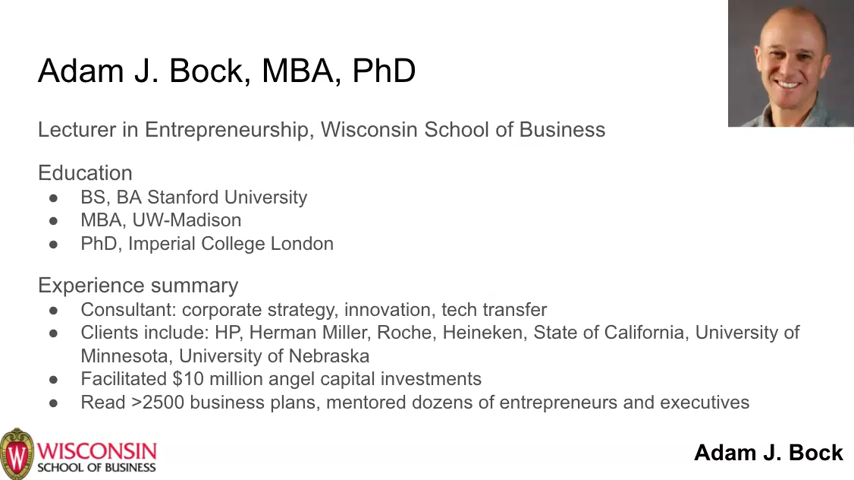 Adam J. Bock, MBA, PhD
Lecturer in Entrepreneurship, Wisconsin School of Business
Education
● BS, BA Stanford University
● MBA, UW-Madison
● PhD, Imperial College London
Experience summary
● Consultant: corporate strategy, innovation, tech transfer
● Clients include: HP, Herman Miller, Roche, Heineken, State of California, University of
Minnesota, University of Nebraska
● Facilitated $10 million angel capital investments
● Read >2500 business plans, mentored dozens of entrepreneurs and executives
W
WISCONSIN
SCHOOL OF BUSINESS
Adam J. Bock